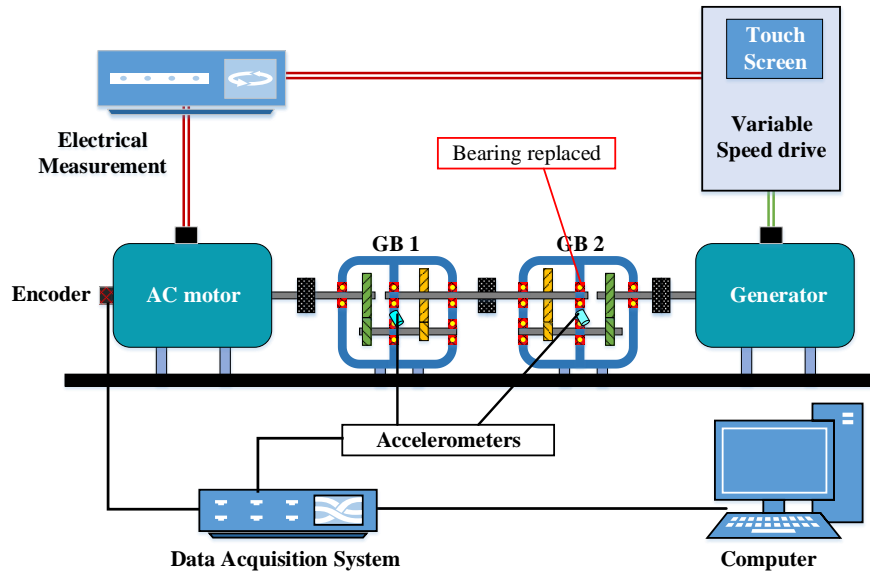 Touch
Screen
Electrical
Measurement
Variable
Speed drive
Bearing replaced
GB 1
GB 2
Encoder
AC motor
Generator
Accelerometers
Data Acquisition System
Computer